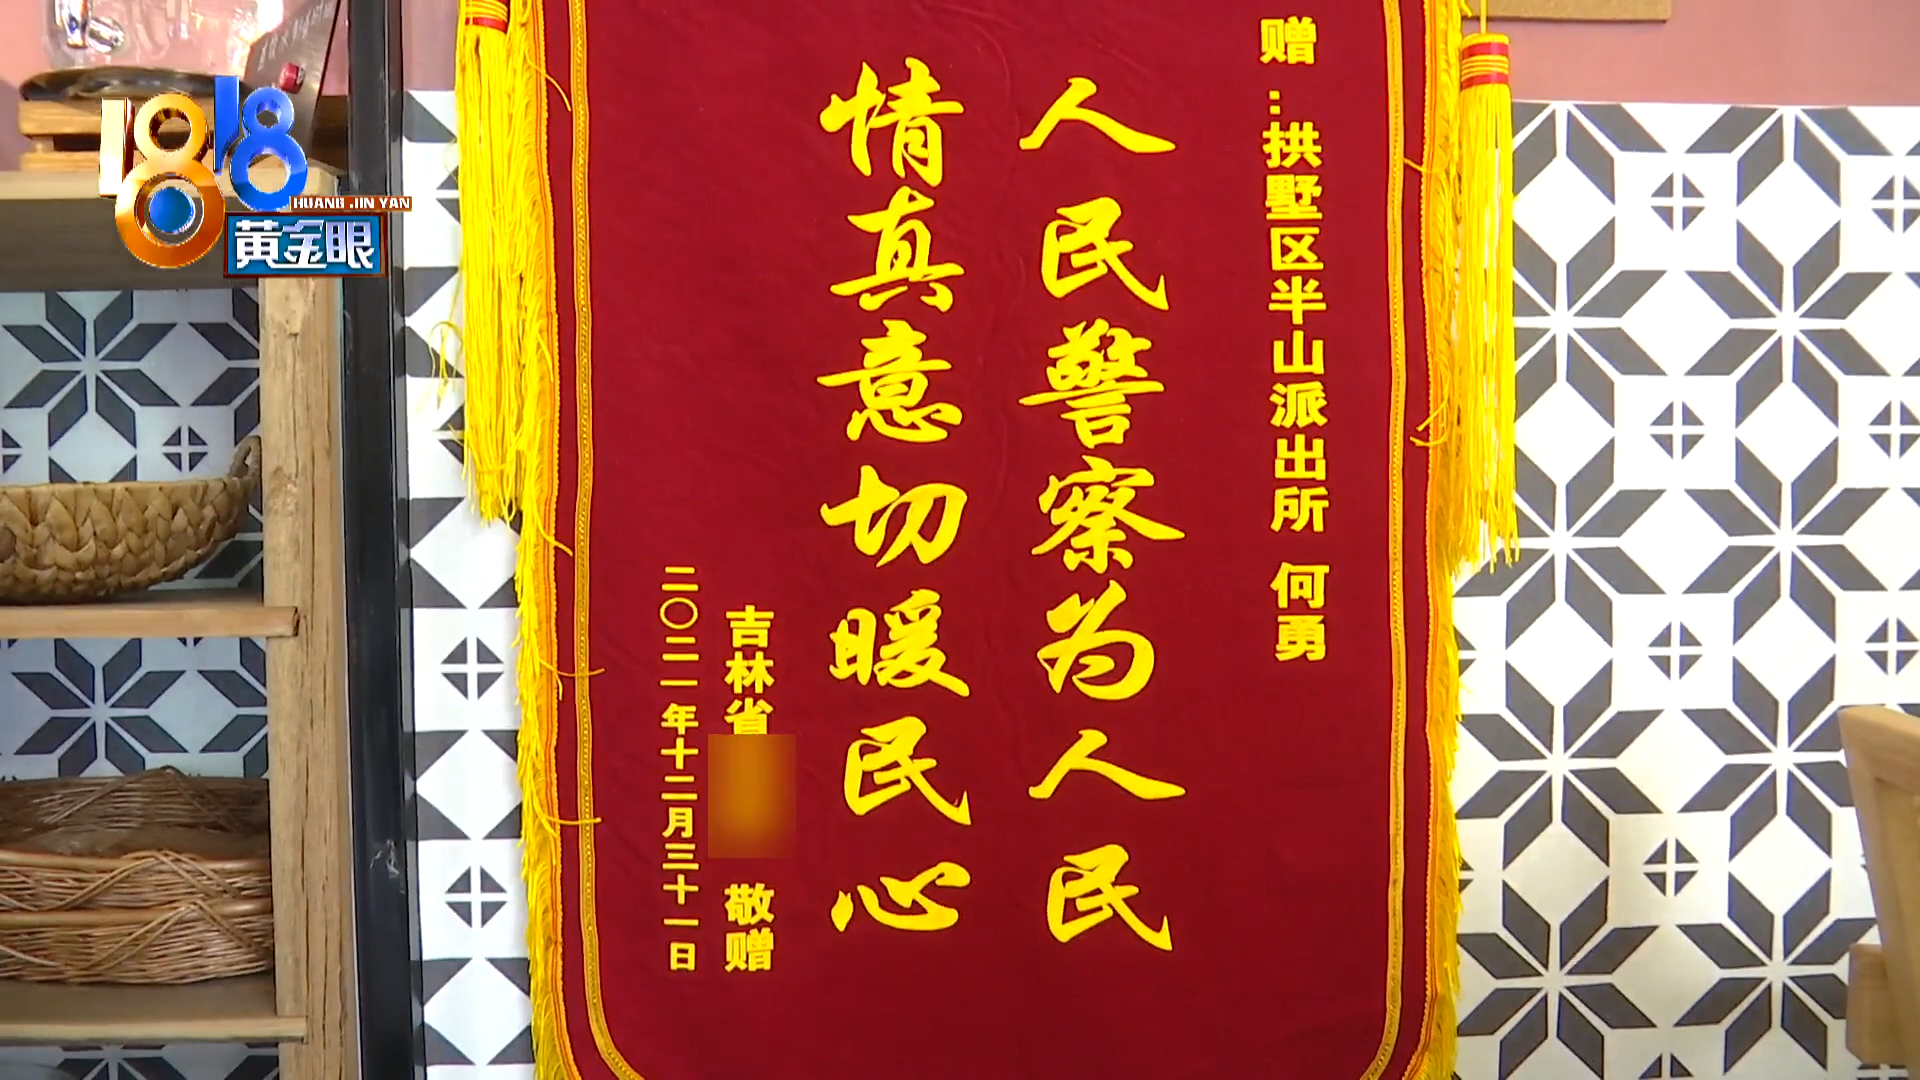 赠：拱墅区半山派出所 何勇
人民警察为人民
情真意切暖民心
吉林省 敬赠
二〇二一年十二月三十一日
1818
HUANG JIN YAN
黄金眼